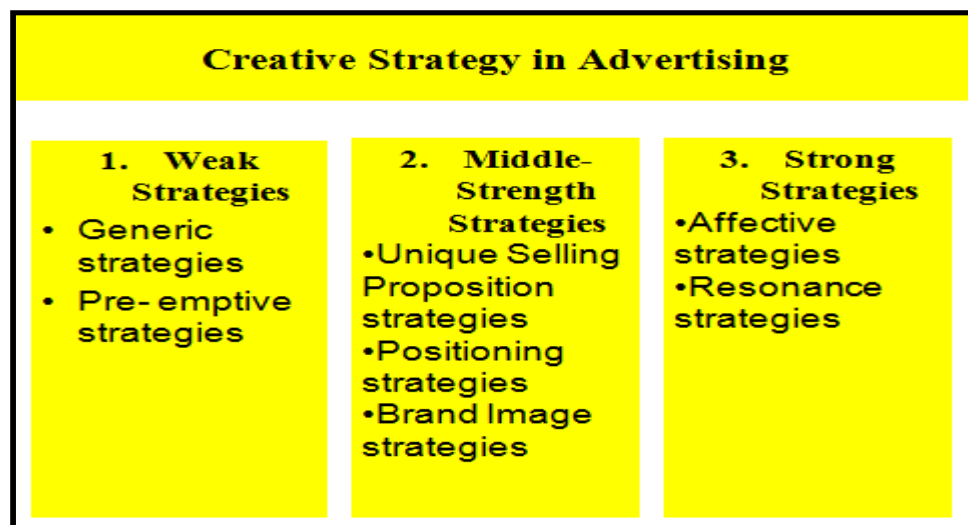 Creative Strategy in Advertising
1. Weak
Strategies
• Generic
strategies
• Pre- emptive
strategies
2. Middle-
Strength
Strategies
•Unique Selling
Proposition
strategies
•Positioning
strategies
•Brand Image
strategies
3. Strong
Strategies
•Affective
strategies
•Resonance
strategies